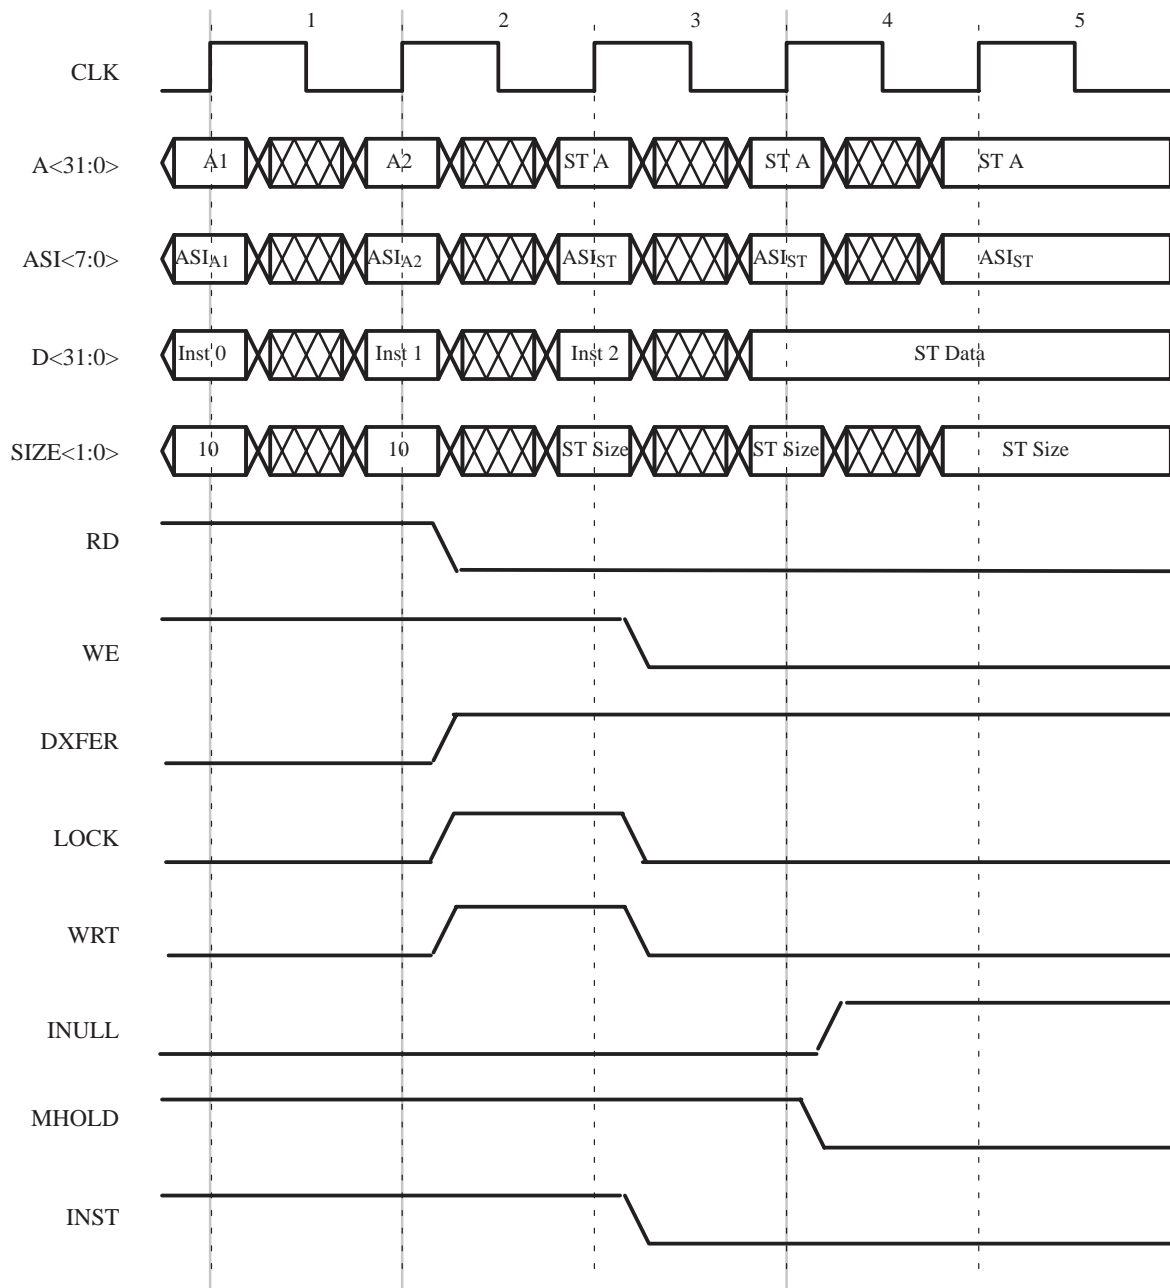 1 2 3 4 5
CLK
A<31:0> A1 A2 ST A ST A ST A
ASI<7:0> ASIA1 ASIA2 ASIST ASIST ASIST
D<31:0> Inst 0 Inst 1 Inst 2 ST Data
SIZE<1:0> 10 10 ST Size ST Size ST Size
RD
WE
DXFER
LOCK
WRT
INULL
MHOLD
INST